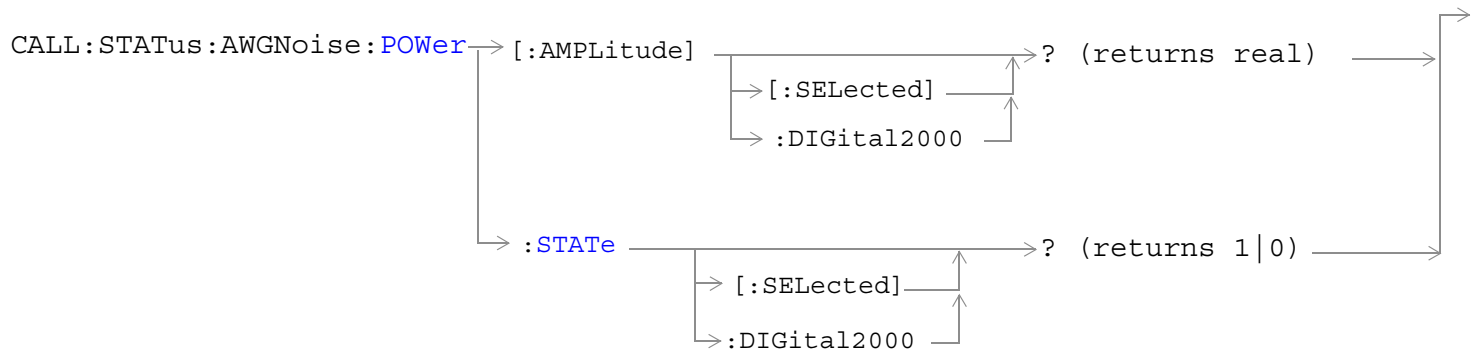 CALL:STATus:AWGNoise:POWer [:AMPLitude] ? (returns real)
[:SELected]
:DIGital2000
:STATe ? (returns 1|0)
[:SELected]
:DIGital2000